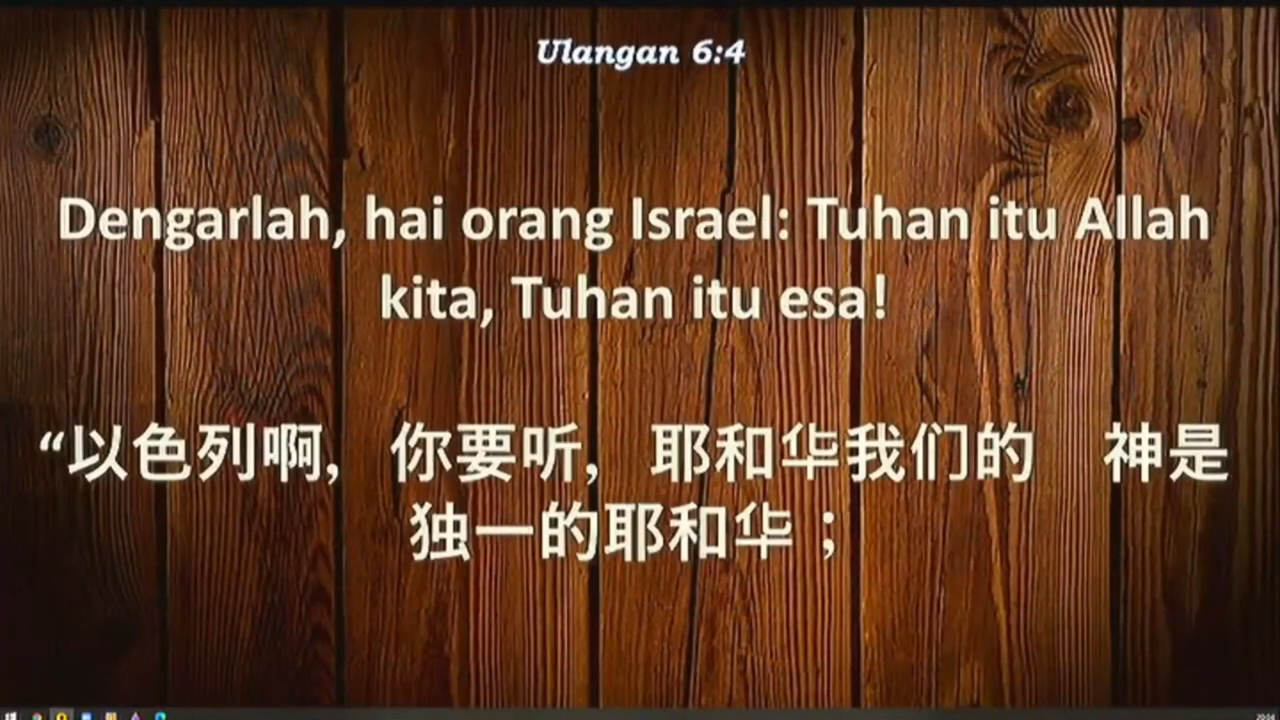 Ulangan 6:4
Dengarlah, hai orang Israel: Tuhan itu Allah
kita, Tuhan itu esa!
“以色列啊, 你要听, 耶和华我们的 神是
独一的耶和华；